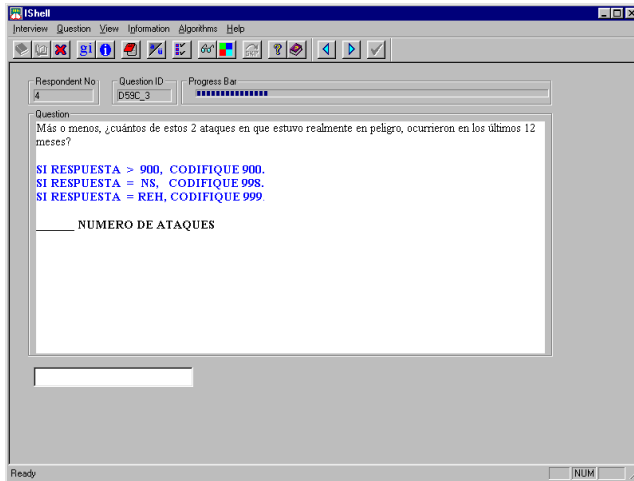 IShell
Interview Question View Information Algorithms Help
gi
SKIP
Respondent No
Question ID
Progress Bar
4
D59C_3
Question
Más o menos, ¿cuántos de estos 2 ataques en que estuvo realmente en peligro, ocurrieron en los últimos 12
meses?
SI RESPUESTA > 900, CODIFIQUE 900.
SI RESPUESTA = NS, CODIFIQUE 998.
SI RESPUESTA = REH, CODIFIQUE 999.
______ NUMERO DE ATAQUES
Ready
NUM